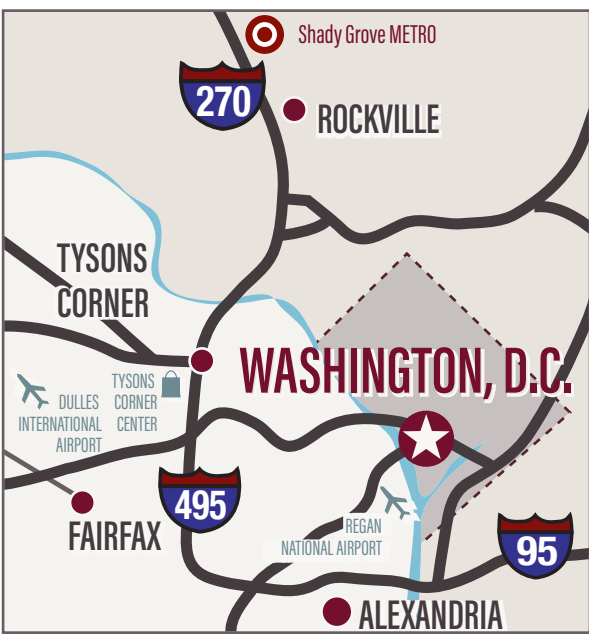 Shady Grove METRO
270
ROCKVILLE
TYSONS
CORNER
WASHINGTON, D.C.
TYSONS
CORNER
CENTER
DULLES
INTERNATIONAL
AIRPORT
495
FAIRFAX
REGAN
NATIONAL AIRPORT
95
ALEXANDRIA